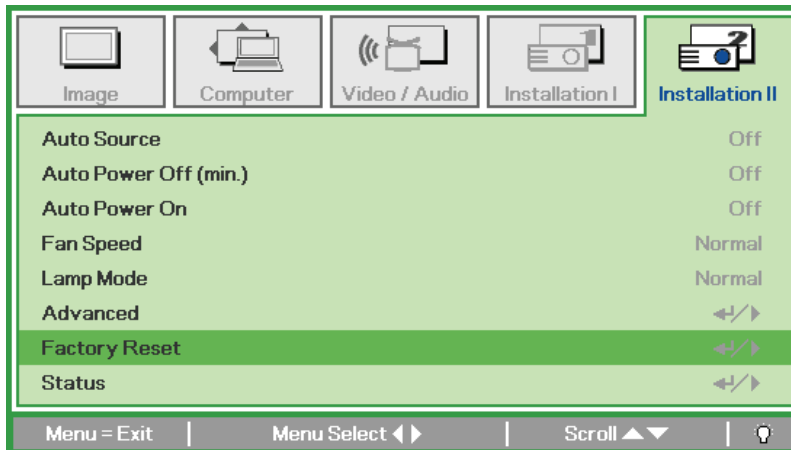 Image Computer Video / Audio Installation I Installation II
Auto Source Off
Auto Power Off (min.) Off
Auto Power On Off
Fan Speed Normal
Lamp Mode Normal
Advanced ↵/▶
Factory Reset ↵/▶
Status ↵/▶
Menu = Exit | Menu Select ◀▶ | Scroll ▲▼ |